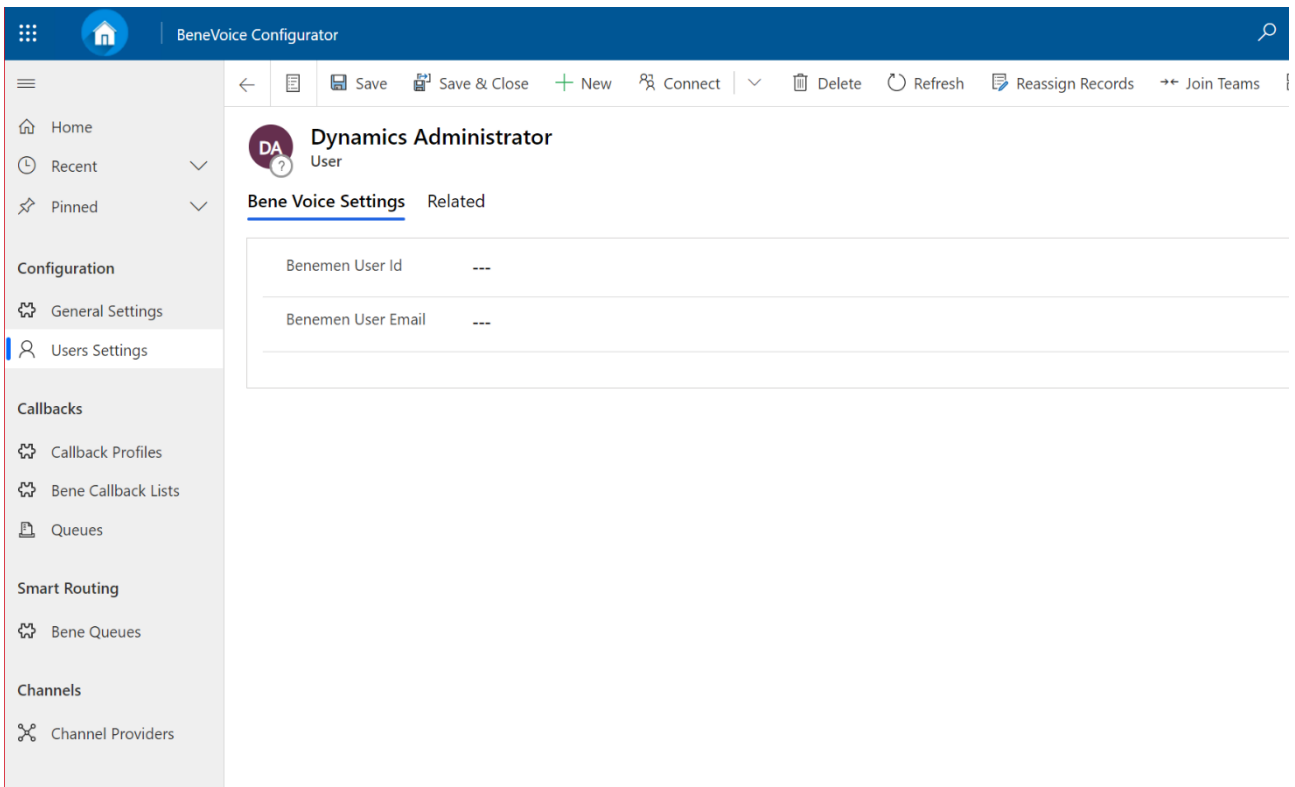 BeneVoice Configurator
Save
Save & Close
New
Connect
Delete
Refresh
Reassign Records
Join Teams
Home
Recent
Pinned
Configuration
General Settings
Users Settings
Callbacks
Callback Profiles
Bene Callback Lists
Queues
Smart Routing
Bene Queues
Channels
Channel Providers
DA
?
Dynamics Administrator
User
Bene Voice Settings Related
Benemen User Id ---
Benemen User Email ---